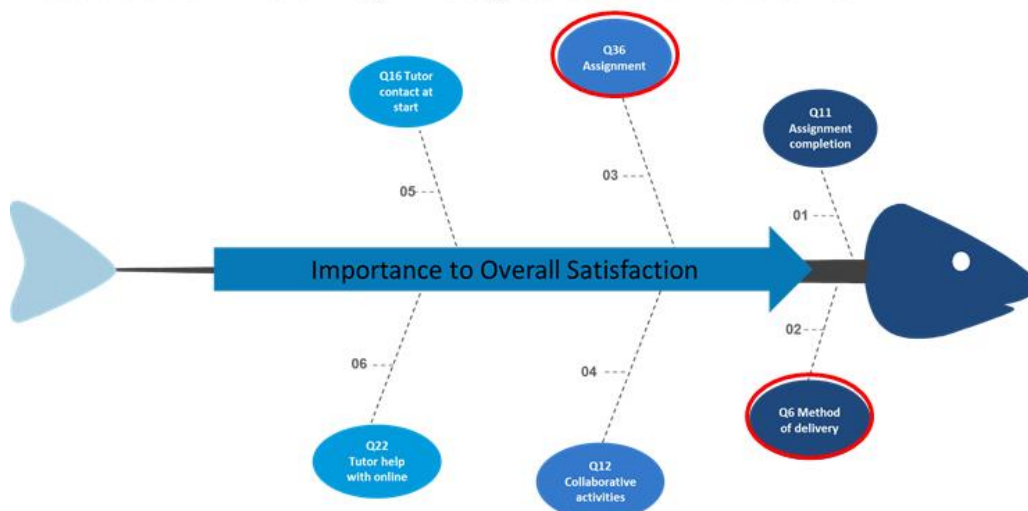 Q36
Assignment
Q16 Tutor
contact at
start
Q11
Assignment
completion
05
03
01
Importance to Overall Satisfaction
02
06
04
Q6 Method
of delivery
Q22
Tutor help
with online
Q12
Collaborative
activities